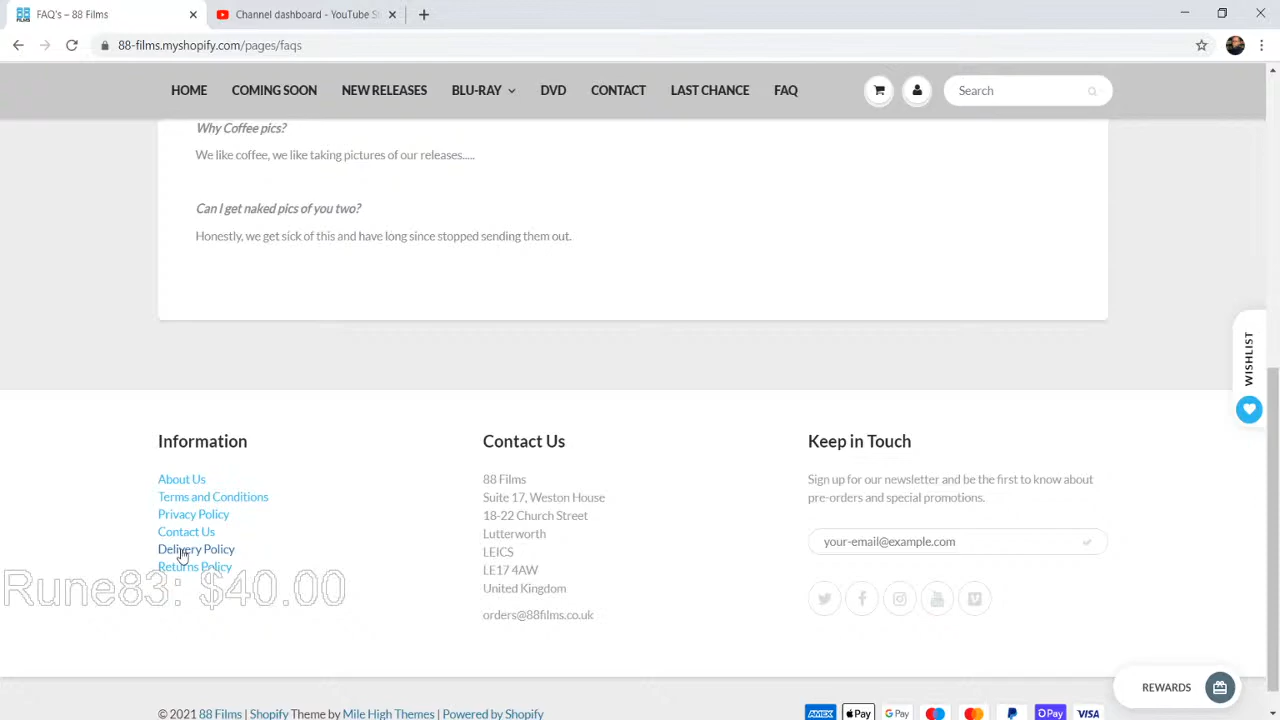 FAQ's – 88 Films
Channel dashboard - YouTube S
88-films.myshopify.com/pages/faqs
HOME COMING SOON NEW RELEASES BLU-RAY DVD CONTACT LAST CHANCE FAQ Search
Why Coffee pics?
We like coffee, we like taking pictures of our releases.....
Can I get naked pics of you two?
Honestly, we get sick of this and have long since stopped sending them out.
WISHLIST
Information
About Us
Terms and Conditions
Privacy Policy
Contact Us
Delivery Policy
Returns Policy
Rune83: $40.00
Contact Us
88 Films
Suite 17, Weston House
18-22 Church Street
Lutterworth
LEICS
LE17 4AW
United Kingdom
orders@88films.co.uk
Keep in Touch
Sign up for our newsletter and be the first to know about
pre-orders and special promotions.
your-email@example.com
REWARDS
© 2021 88 Films | Shopify Theme by Mile High Themes | Powered by Shopify
AMEX Pay G Pay Pay VISA